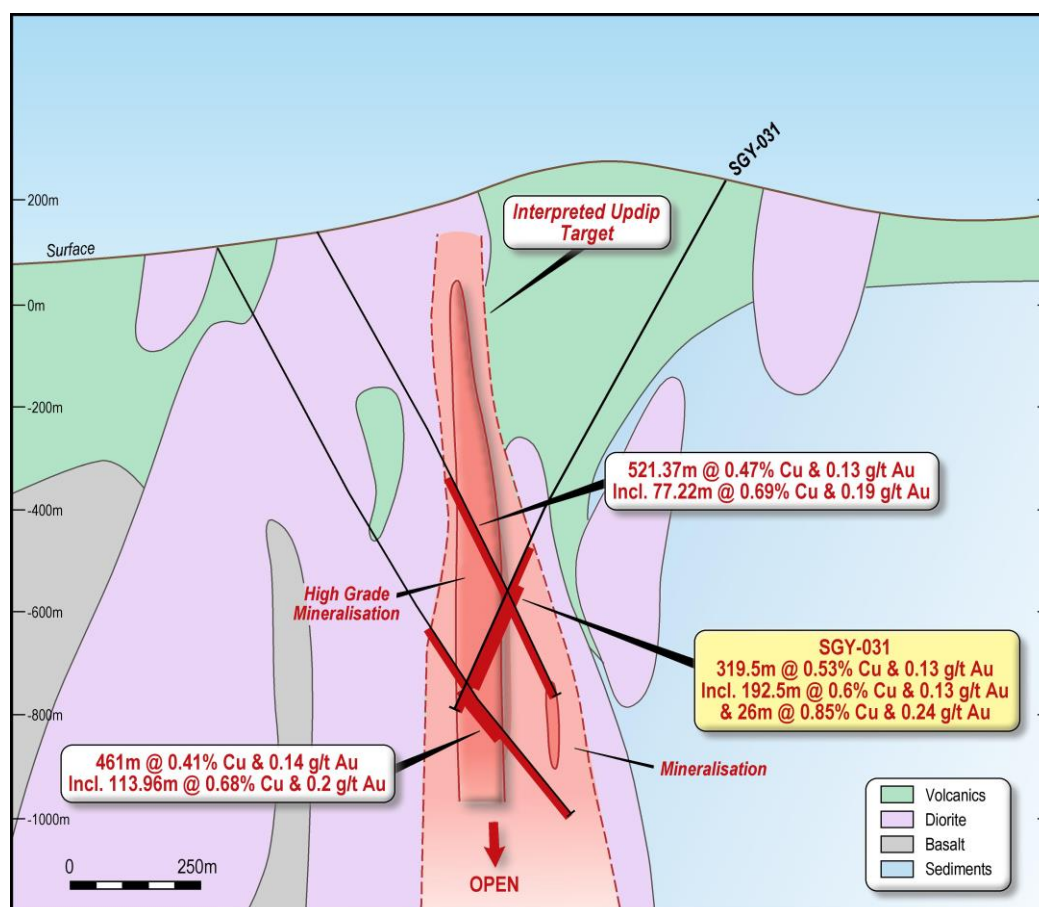 SGY-031
200m
Interpreted Updip
Target
Surface
0m
-200m
521.37m @ 0.47% Cu & 0.13 g/t Au
Incl. 77.22m @ 0.69% Cu & 0.19 g/t Au
-400m
High Grade
Mineralisation
-600m
SGY-031
319.5m @ 0.53% Cu & 0.13 g/t Au
Incl. 192.5m @ 0.6% Cu & 0.13 g/t Au
& 26m @ 0.85% Cu & 0.24 g/t Au
-800m
461m @ 0.41% Cu & 0.14 g/t Au
Incl. 113.96m @ 0.68% Cu & 0.2 g/t Au
Mineralisation
-1000m
0 250m
OPEN
Volcanics
Diorite
Basalt
Sediments